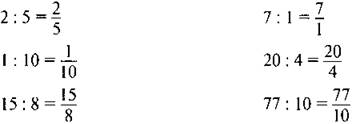 2 : 5 = 2/5 7 : 1 = 7/1
1 : 10 = 1/10 20 : 4 = 20/4
15 : 8 = 15/8 77 : 10 = 77/10